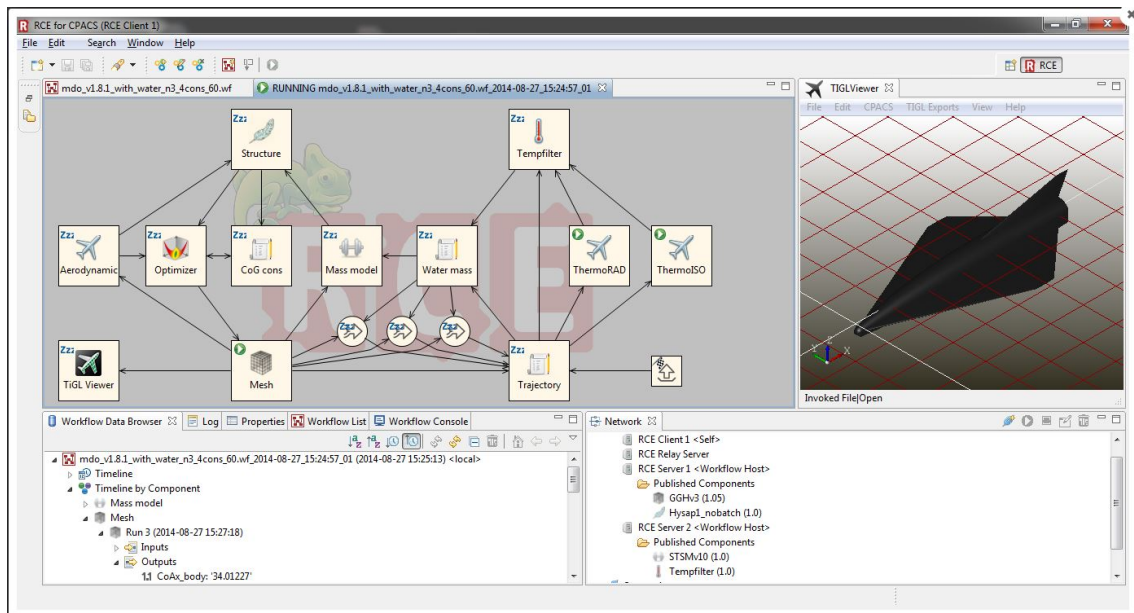 RCE for CPACS (RCE Client 1)
File Edit Search Window Help
RCE
mdo_v1.8.1_with_water_n3_4cons_60.wf
RUNNING mdo_v1.8.1_with_water_n3_4cons_60.wf_2014-08-27_15:24:57_01
TIGLViewer
File Edit CPACS TIGL Exports View Help
Structure
Tempfilter
Aerodynamic
Optimizer
CoG cons
Mass model
Water mass
ThermoRAD
ThermoISO
RCE
TiGL Viewer
Mesh
Trajectory
Y Z X
Invoked File|Open
Workflow Data Browser
Log
Properties
Workflow List
Workflow Console
mdo_v1.8.1_with_water_n3_4cons_60.wf_2014-08-27_15:24:57_01 (2014-08-27 15:25:13) <local>
Timeline
Timeline by Component
Mass model
Mesh
Run 3 (2014-08-27 15:27:18)
Inputs
Outputs
1.1 CoAx_body: '34.01227'
Network
RCE Client 1 <Self>
RCE Relay Server
RCE Server 1 <Workflow Host>
Published Components
GGHv3 (1.05)
Hysap1_nobatch (1.0)
RCE Server 2 <Workflow Host>
Published Components
STSMv10 (1.0)
Tempfilter (1.0)